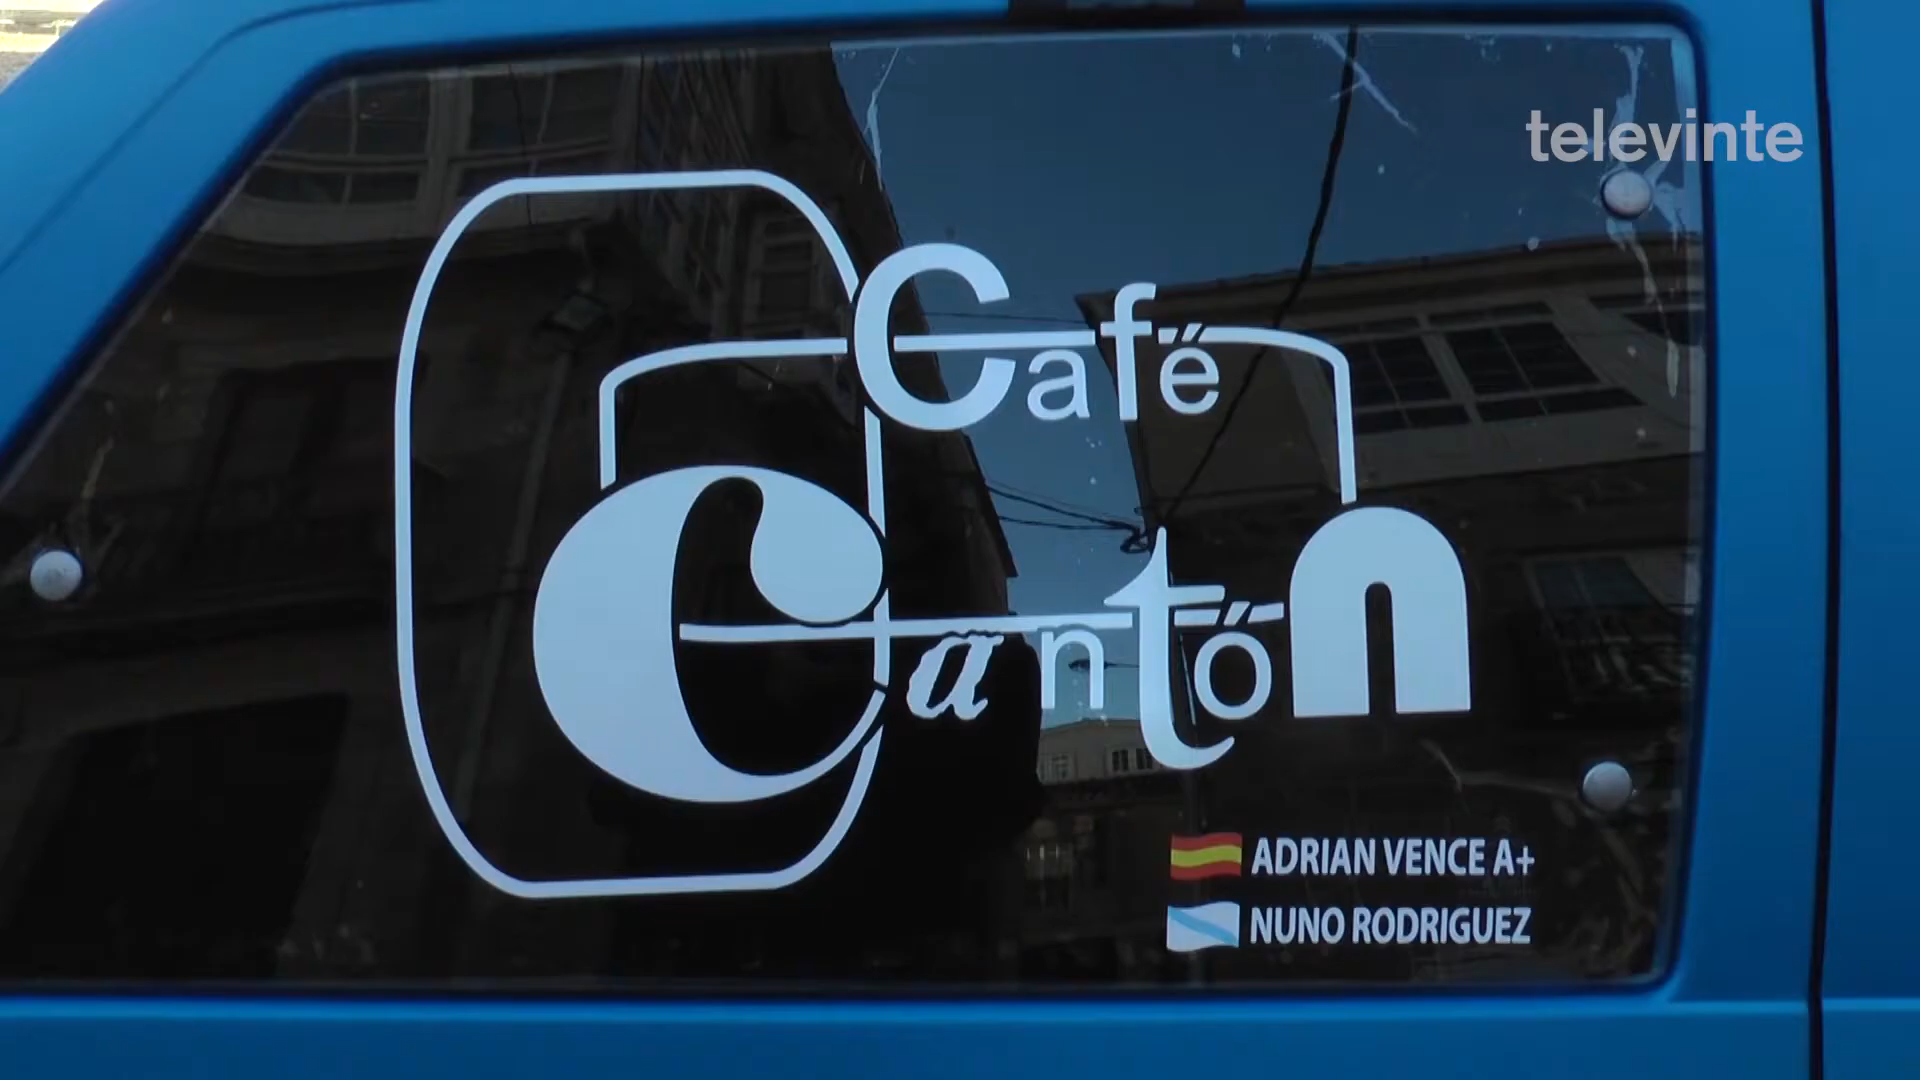 televinte
Café
Cantón
ADRIAN VENCE A+
NUNO RODRIGUEZ